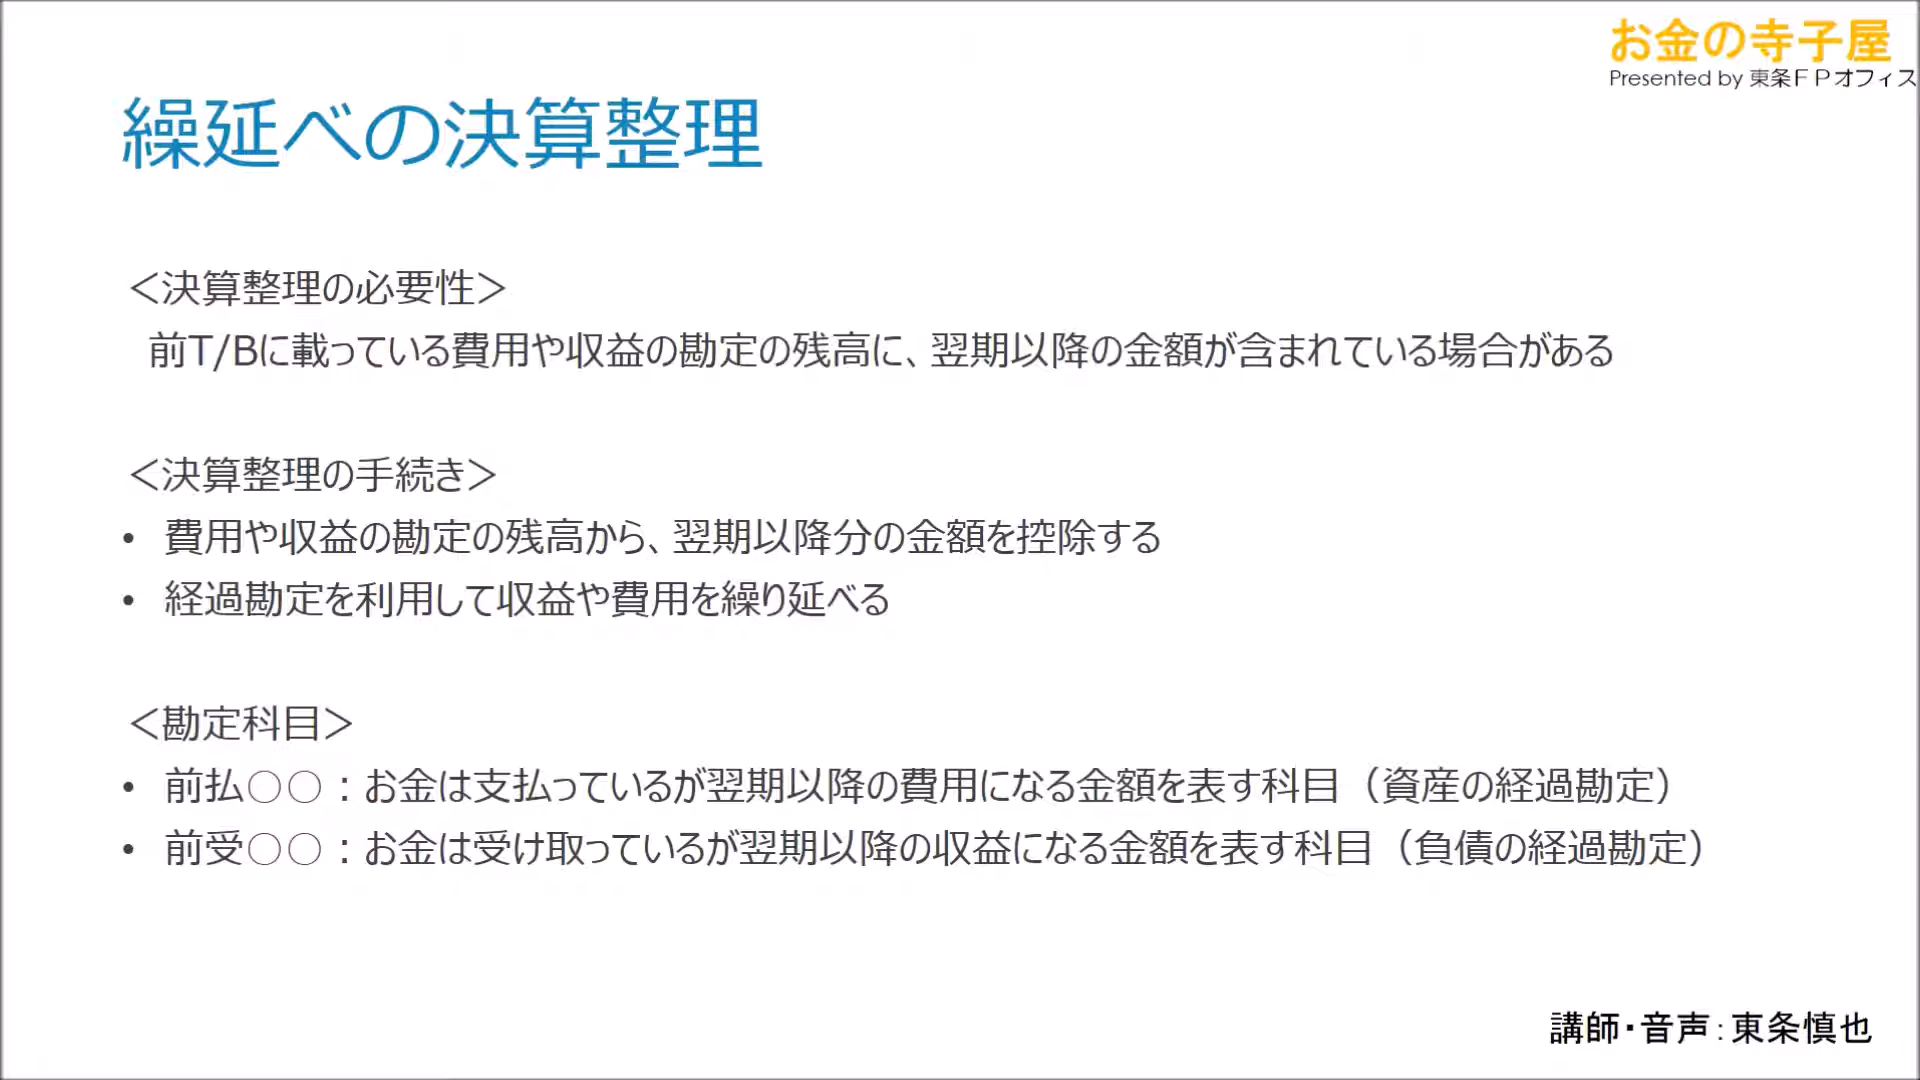 お金の寺子屋
Presented by 東条ＦＰオフィス
繰延べの決算整理
＜決算整理の必要性＞
前T/Bに載っている費用や収益の勘定の残高に、翌期以降の金額が含まれている場合がある
＜決算整理の手続き＞
• 費用や収益の勘定の残高から、翌期以降分の金額を控除する
• 経過勘定を利用して収益や費用を繰り延べる
＜勘定科目＞
• 前払○○：お金は支払っているが翌期以降の費用になる金額を表す科目（資産の経過勘定）
• 前受○○：お金は受け取っているが翌期以降の収益になる金額を表す科目（負債の経過勘定）
講師・音声：東条慎也